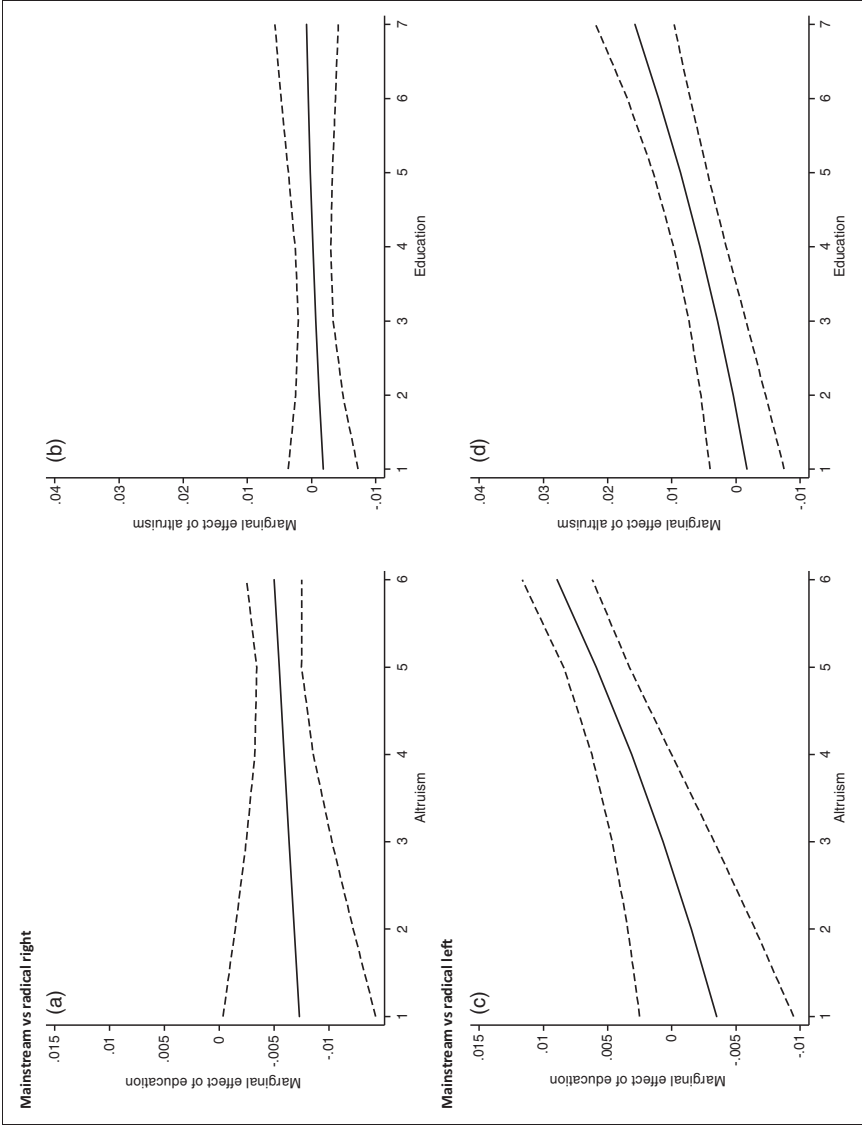 Mainstream vs radical right
(a)
Marginal effect of education
.015
.01
.005
0
-.005
-.01
1 2 3 4 5 6
Altruism
(b)
Marginal effect of altruism
.04
.03
.02
.01
0
-.01
1 2 3 4 5 6 7
Education
Mainstream vs radical left
(c)
Marginal effect of education
.015
.01
.005
0
-.005
-.01
1 2 3 4 5 6
Altruism
(d)
Marginal effect of altruism
.04
.03
.02
.01
0
-.01
1 2 3 4 5 6 7
Education